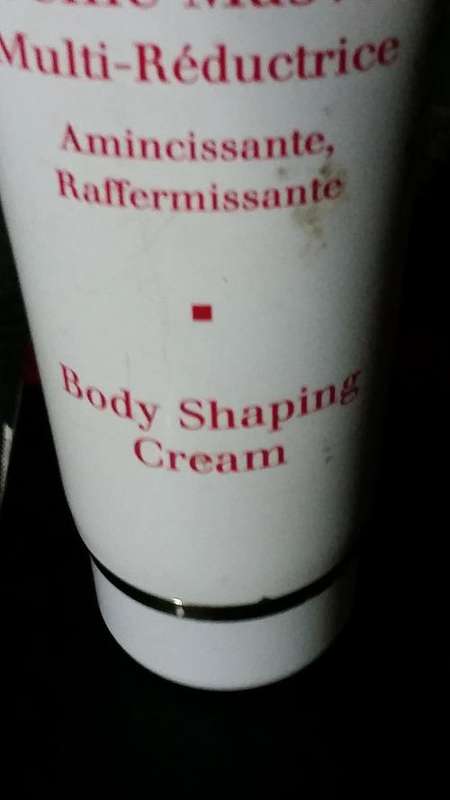 Multi-Réductrice
Amincissante,
Raffermissante
Body Shaping
Cream